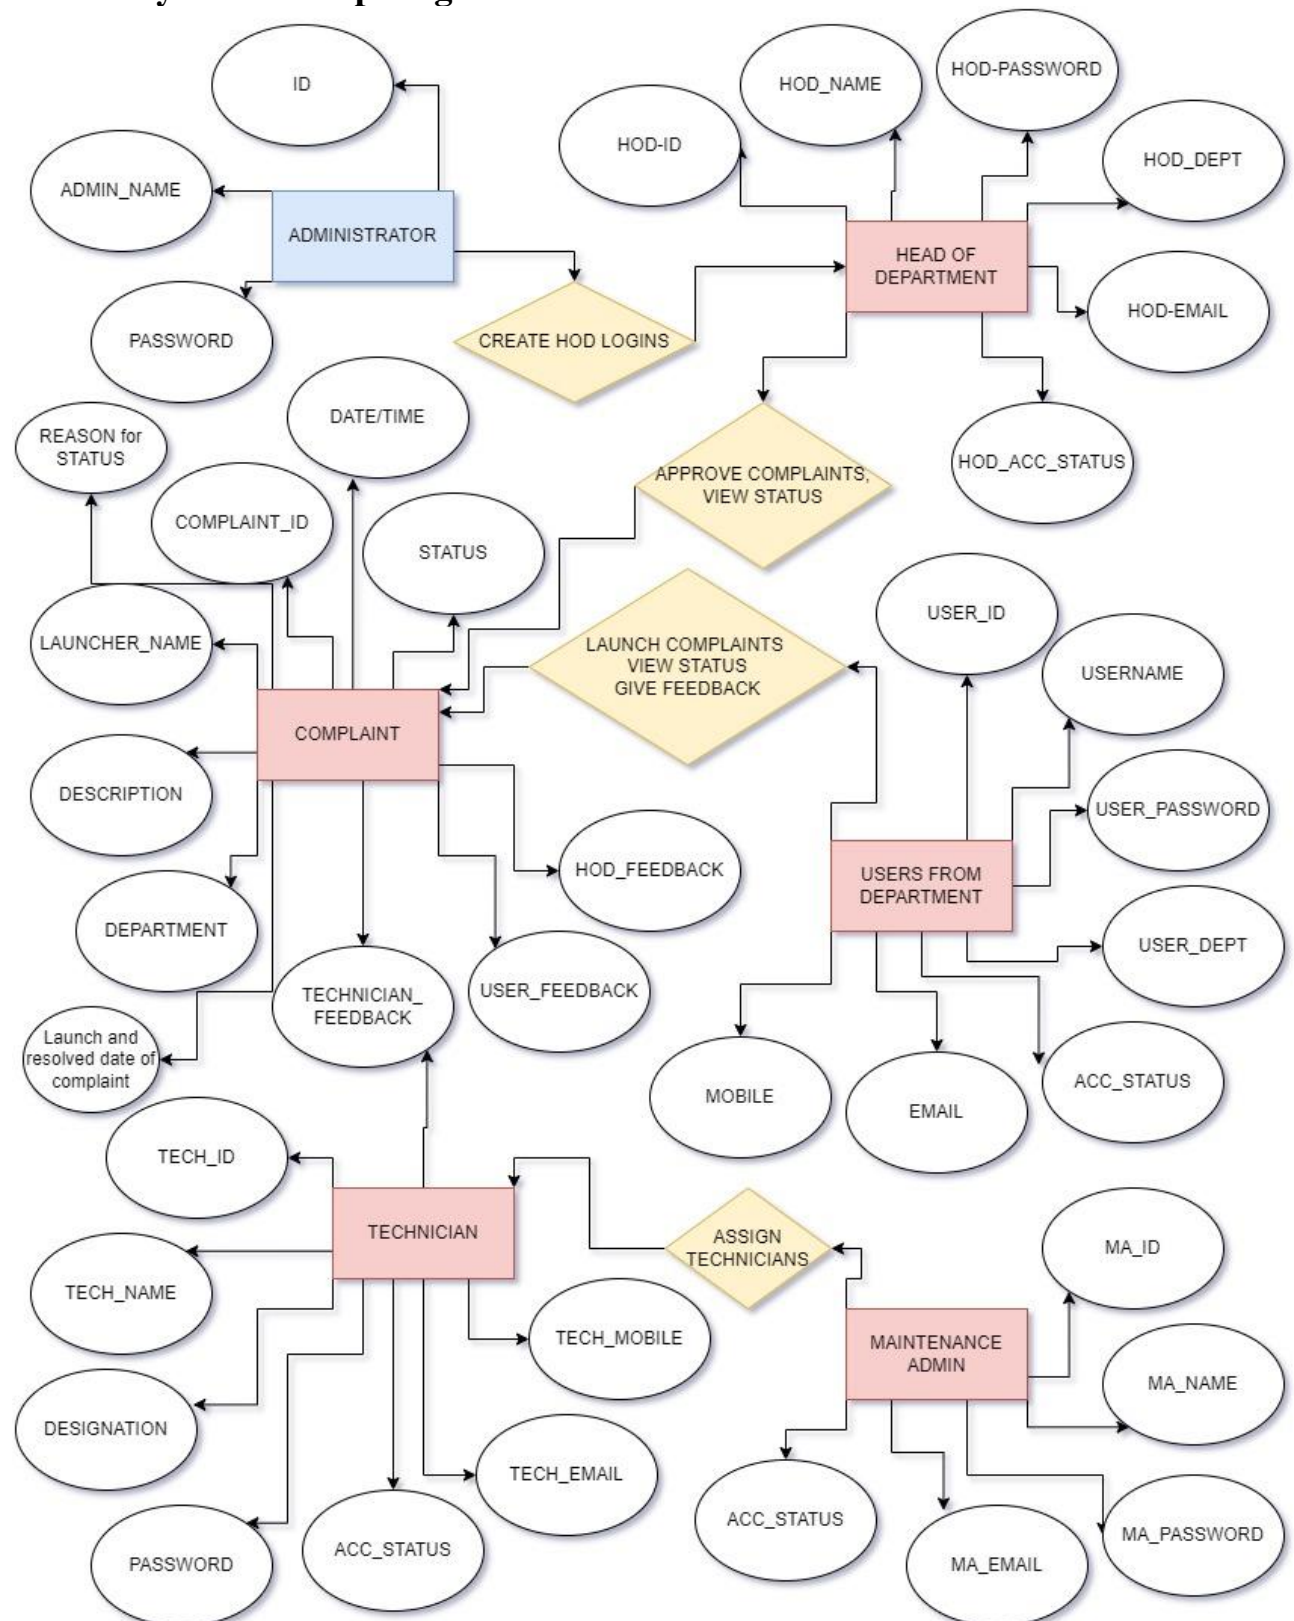 ID
HOD_NAME
HOD-PASSWORD
HOD-ID
HOD_DEPT
ADMIN_NAME
ADMINISTRATOR
HEAD OF
DEPARTMENT
HOD-EMAIL
PASSWORD
CREATE HOD LOGINS
DATE/TIME
REASON for
STATUS
HOD_ACC_STATUS
APPROVE COMPLAINTS,
VIEW STATUS
COMPLAINT_ID
STATUS
USER_ID
LAUNCHER_NAME
LAUNCH COMPLAINTS
VIEW STATUS
GIVE FEEDBACK
USERNAME
COMPLAINT
DESCRIPTION
USER_PASSWORD
HOD_FEEDBACK
USERS FROM
DEPARTMENT
DEPARTMENT
USER_DEPT
TECHNICIAN_
FEEDBACK
USER_FEEDBACK
Launch and
resolved date of
complaint
MOBILE
EMAIL
ACC_STATUS
TECH_ID
TECHNICIAN
ASSIGN
TECHNICIANS
MA_ID
TECH_NAME
TECH_MOBILE
MAINTENANCE
ADMIN
MA_NAME
DESIGNATION
TECH_EMAIL
ACC_STATUS
MA_PASSWORD
PASSWORD
ACC_STATUS
MA_EMAIL